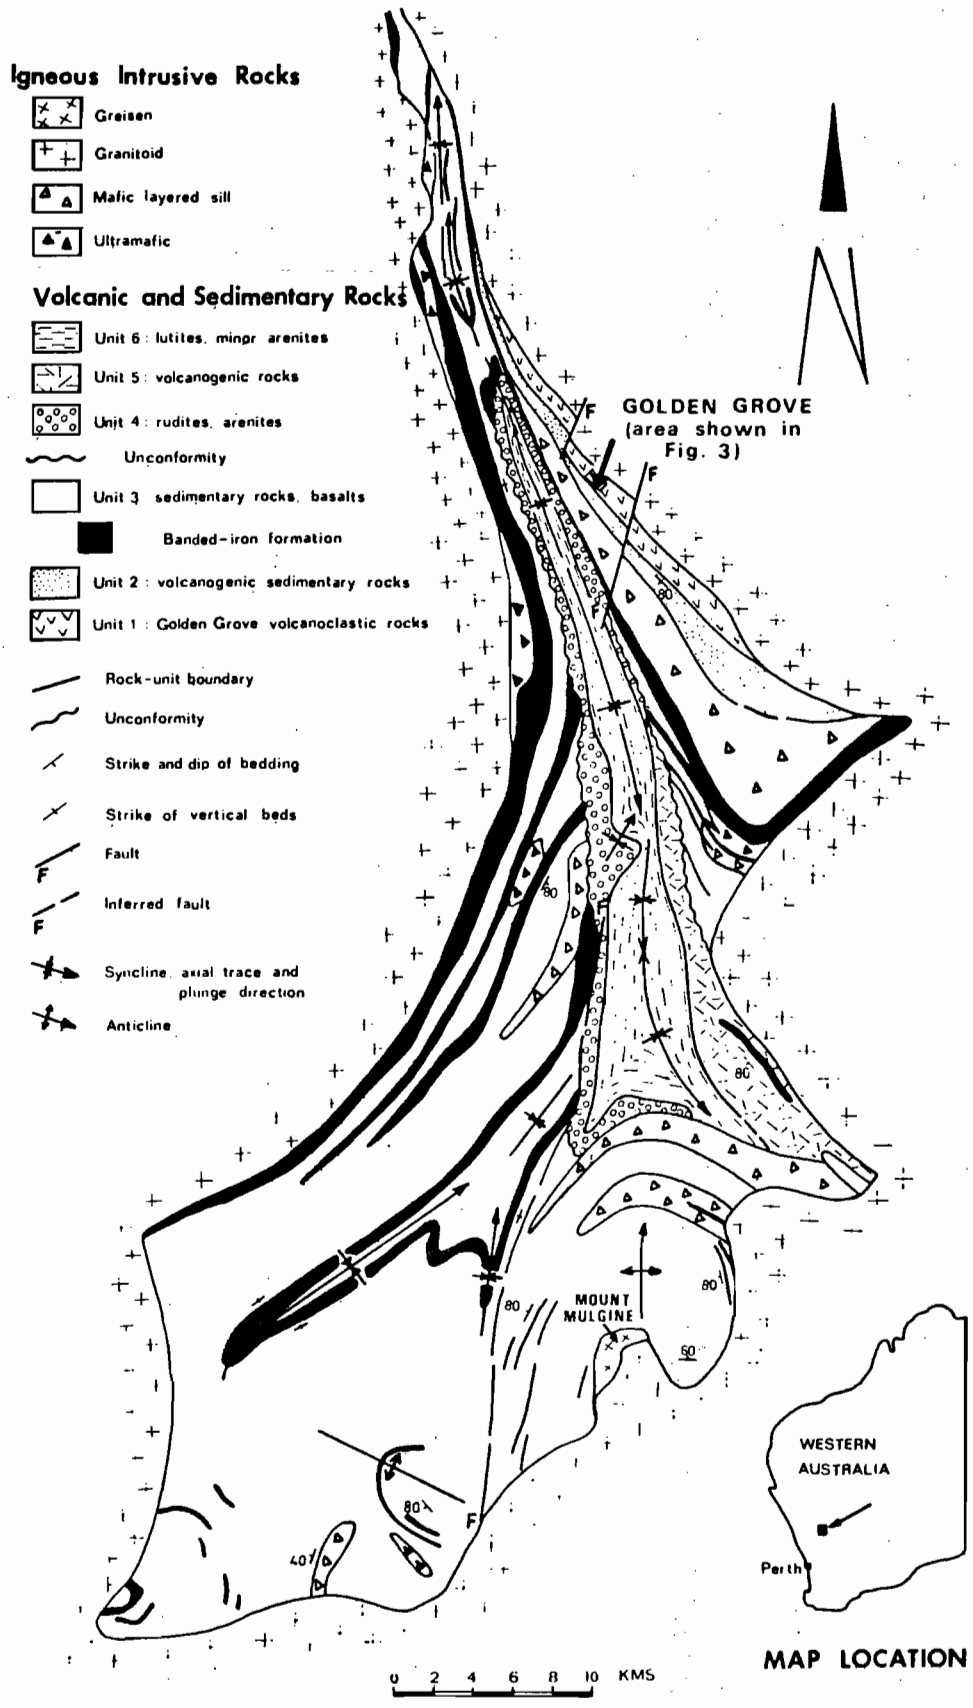 Igneous Intrusive Rocks
Greisen
Granitoid
Mafic layered sill
Ultramafic
Volcanic and Sedimentary Rocks
Unit 6 : lutites, minor arenites
Unit 5 : volcanogenic rocks
Unit 4 : rudites, arenites
Unconformity
Unit 3 sedimentary rocks, basalts
Banded-iron formation
Unit 2 : volcanogenic sedimentary rocks
Unit 1 : Golden Grove volcanoclastic rocks
Rock-unit boundary
Unconformity
Strike and dip of bedding
Strike of vertical beds
Fault
F
Inferred fault
F
Syncline, axial trace and
plunge direction
Anticline
N
F
GOLDEN GROVE
(area shown in
Fig. 3)
F
80
F
80
F
80
80
80
MOUNT
MULGINE
60
80
F
40
WESTERN
AUSTRALIA
Perth
MAP LOCATION
0 2 4 6 8 10 KMS